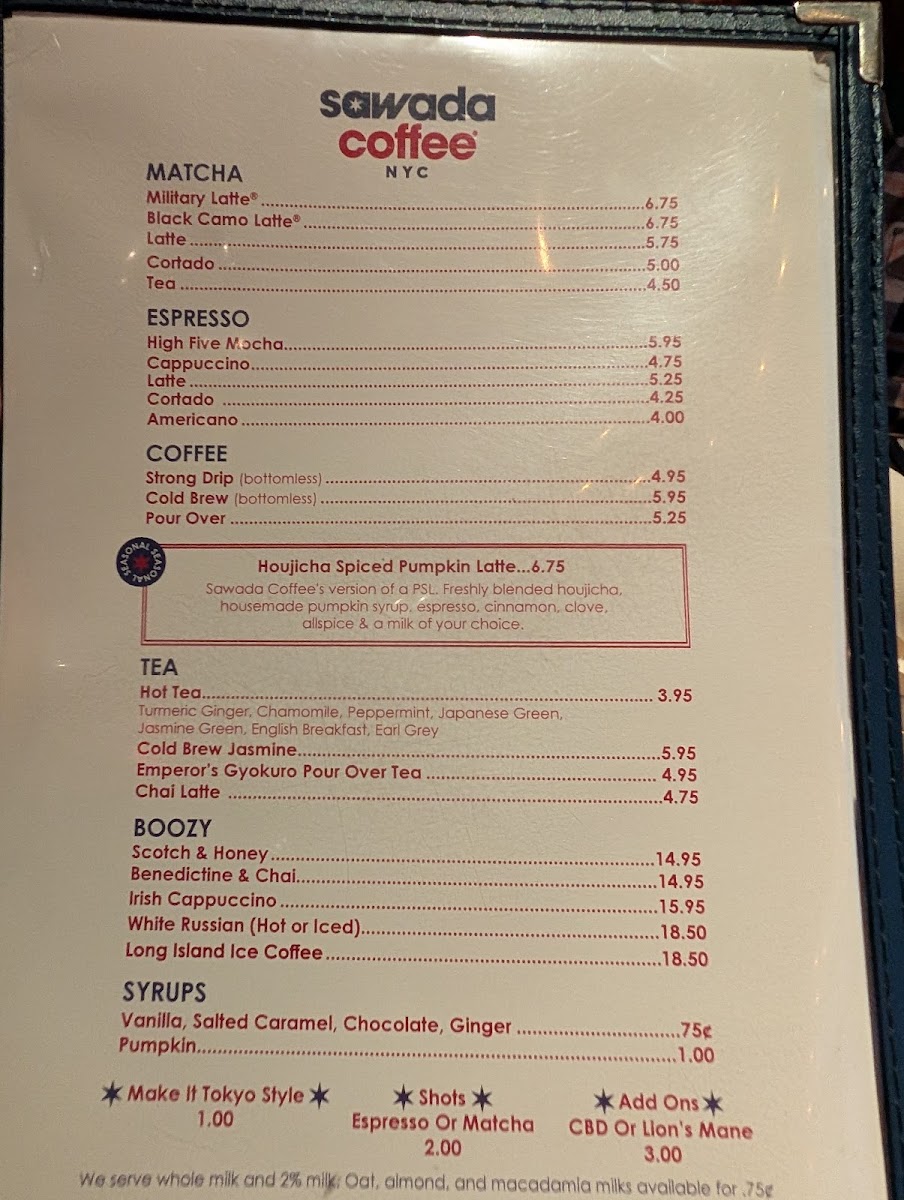 sawada
coffee®
NYC
MATCHA
Military Latte®........6.75
Black Camo Latte®........6.75
Latte........5.75
Cortado........5.00
Tea........4.50
ESPRESSO
High Five Mocha........5.95
Cappuccino........4.75
Latte........5.25
Cortado........4.25
Americano........4.00
COFFEE
Strong Drip (bottomless)........4.95
Cold Brew (bottomless)........5.95
Pour Over........5.25
SEASONAL SEASONAL
Houjicha Spiced Pumpkin Latte...6.75
Sawada Coffee's version of a PSL. Freshly blended houjicha,
housemade pumpkin syrup, espresso, cinnamon, clove,
allspice & a milk of your choice.
TEA
Hot Tea........3.95
Turmeric Ginger, Chamomile, Peppermint, Japanese Green,
Jasmine Green, English Breakfast, Earl Grey
Cold Brew Jasmine........5.95
Emperor's Gyokuro Pour Over Tea........4.95
Chai Latte........4.75
BOOZY
Scotch & Honey........14.95
Benedictine & Chai........14.95
Irish Cappuccino........15.95
White Russian (Hot or Iced)........18.50
Long Island Ice Coffee........18.50
SYRUPS
Vanilla, Salted Caramel, Chocolate, Ginger........75¢
Pumpkin........1.00
Make It Tokyo Style
1.00
Shots
Espresso Or Matcha
2.00
Add Ons
CBD Or Lion's Mane
3.00
We serve whole milk and 2% milk. Oat, almond, and macadamia milks available for .75¢